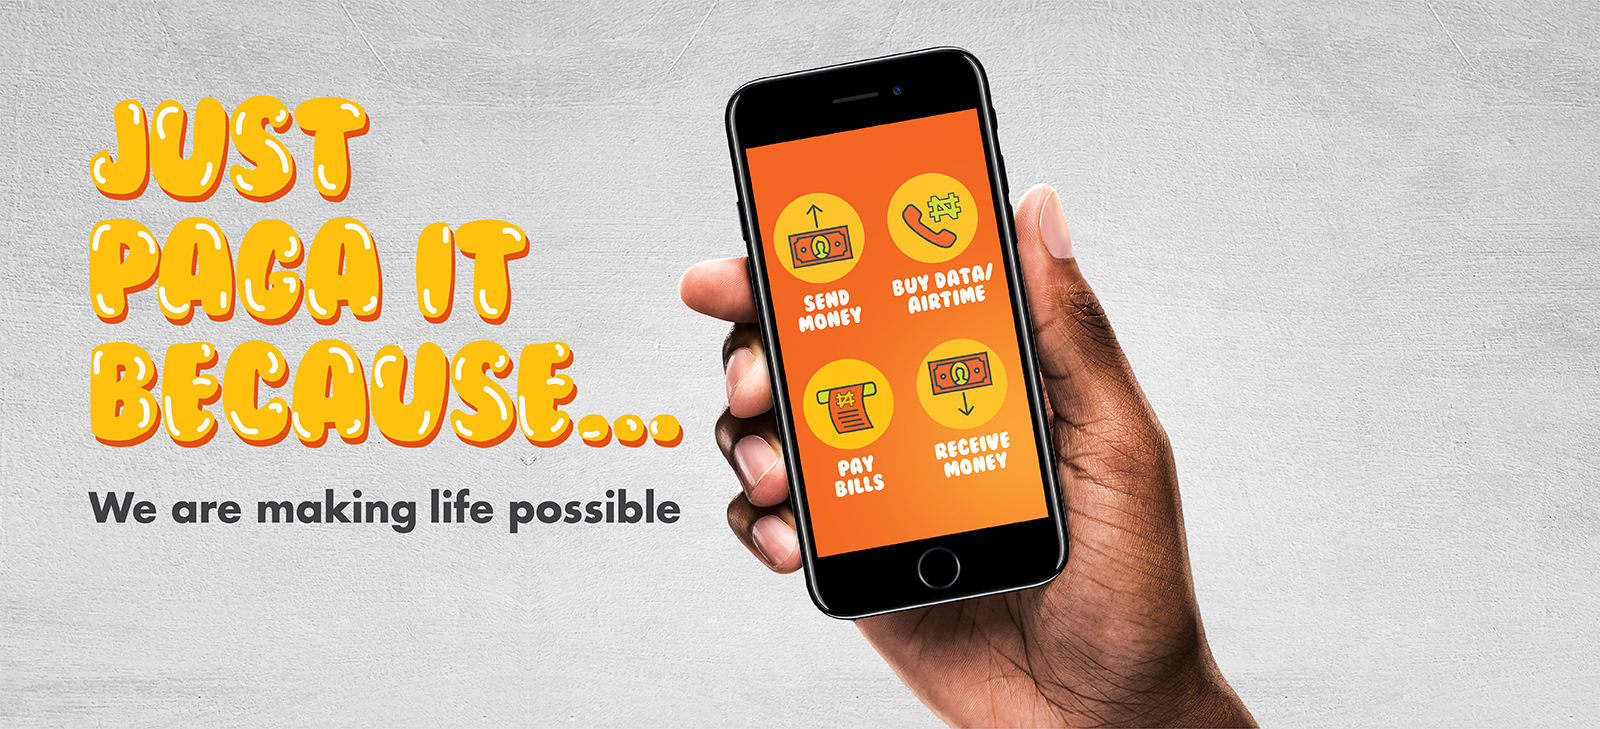 JUST
PAGA IT
BECAUSE...
We are making life possible
SEND
MONEY
BUY DATA/
AIRTIME
PAY
BILLS
RECEIVE
MONEY